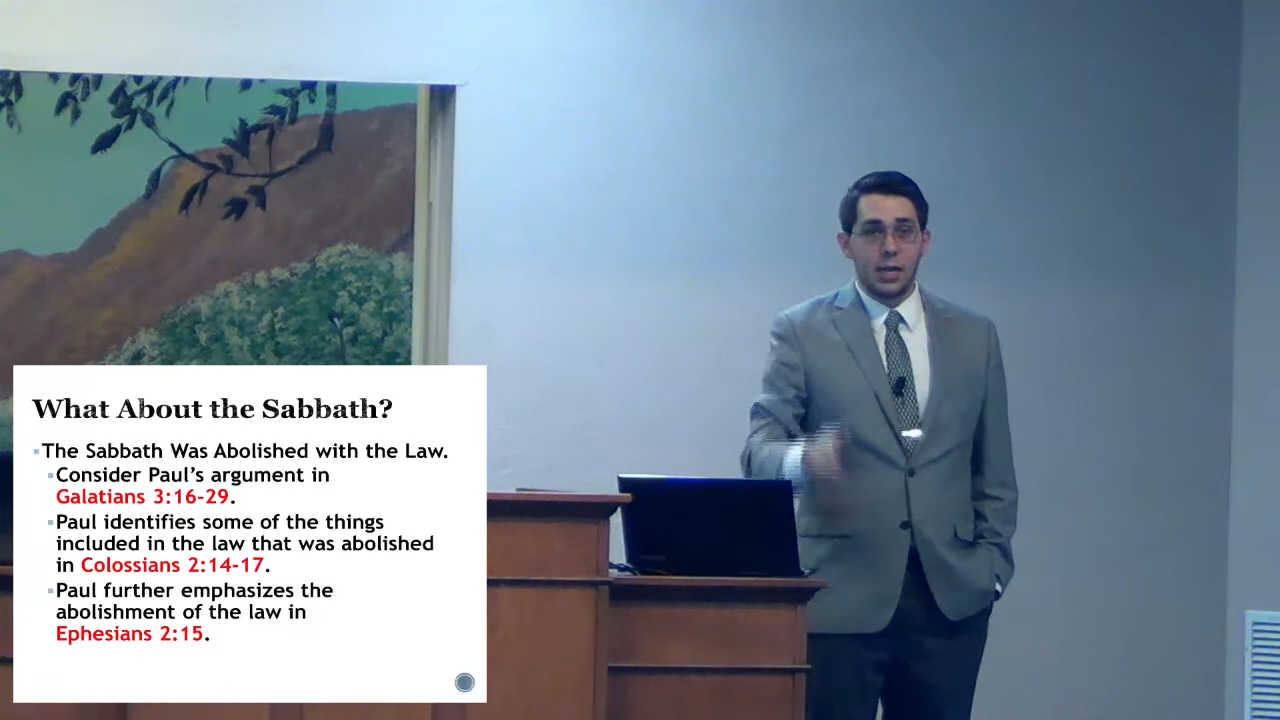 What About the Sabbath?
The Sabbath Was Abolished with the Law.
Consider Paul's argument in
Galatians 3:16-29.
Paul identifies some of the things
included in the law that was abolished
in Colossians 2:14-17.
Paul further emphasizes the
abolishment of the law in
Ephesians 2:15.